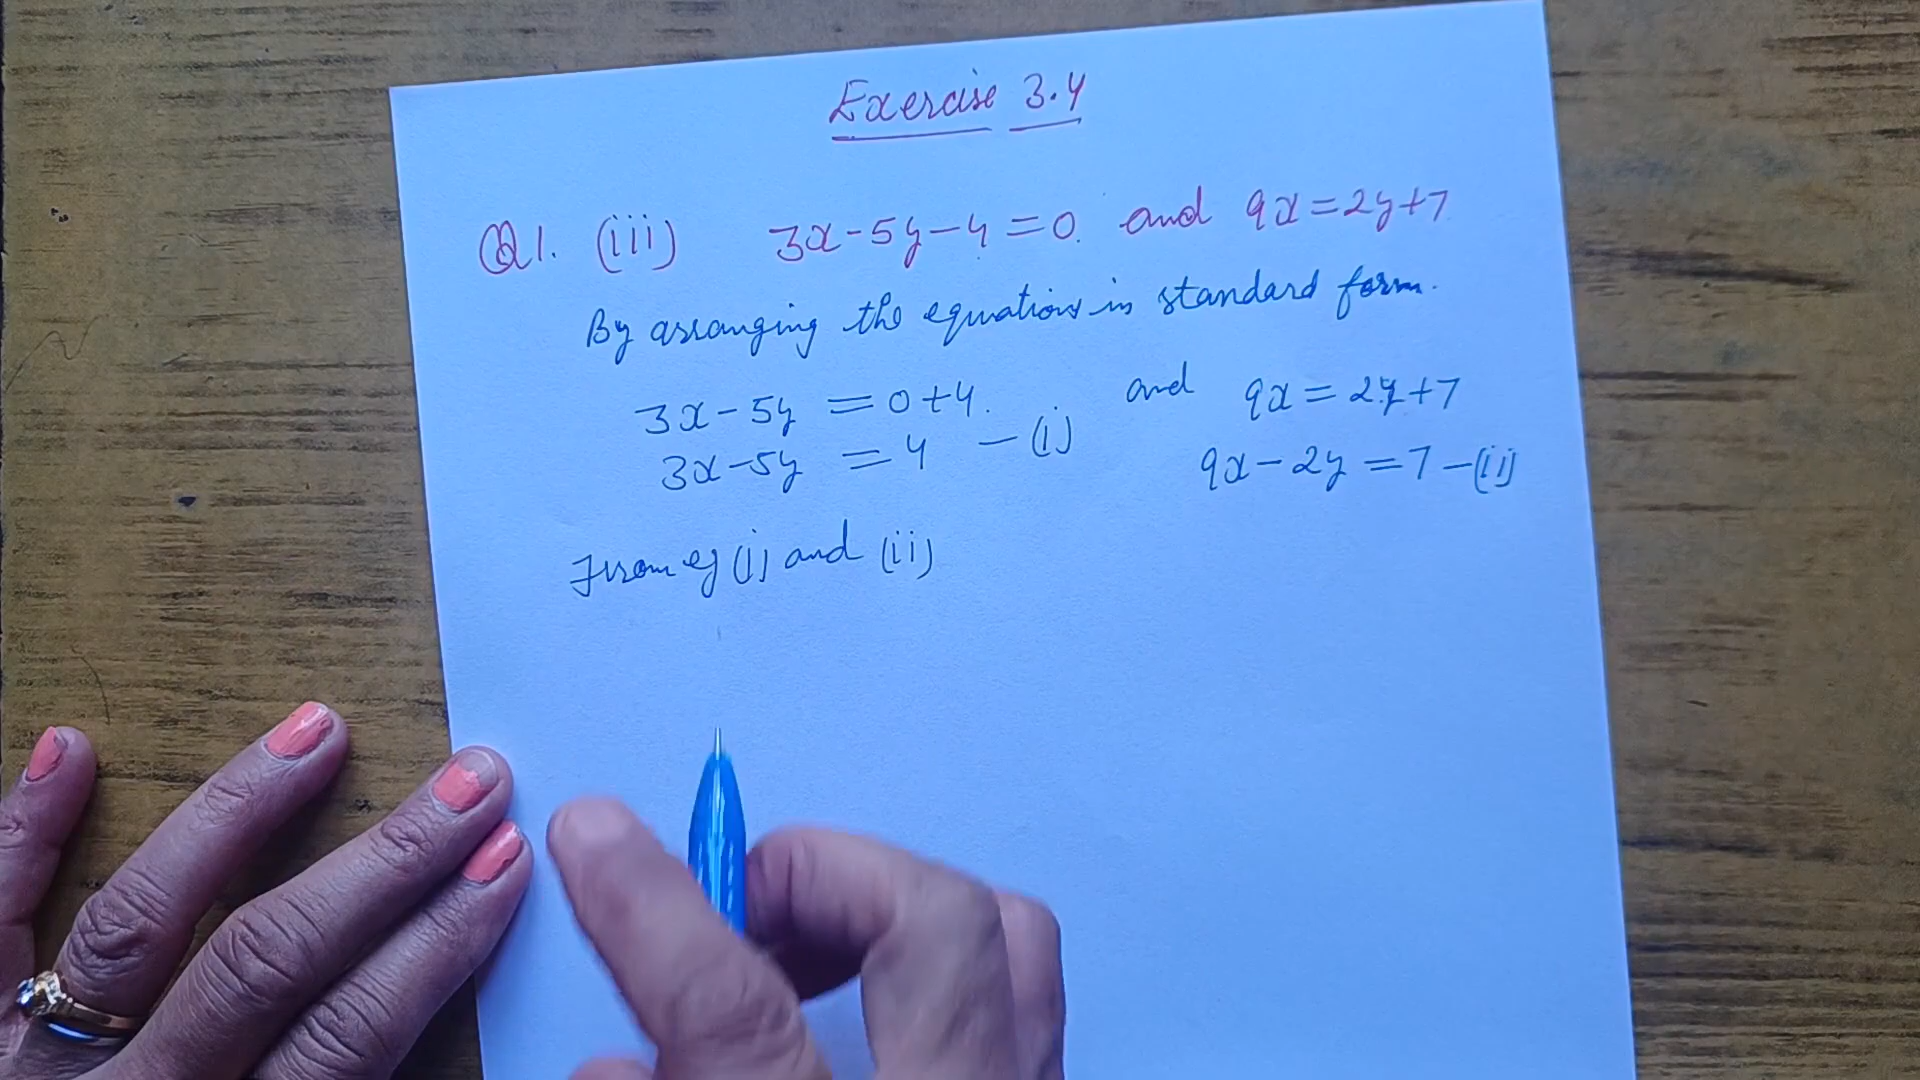 Exercise 3.4
Q1. (iii) 3x-5y-4=0. and 9x=2y+7
By arranging the equations in standard form.
3x-5y = 0+4. and 9x = 2y+7
3x-5y = 4 -(i) 9x-2y = 7 -(ii)
From eq (i) and (ii)